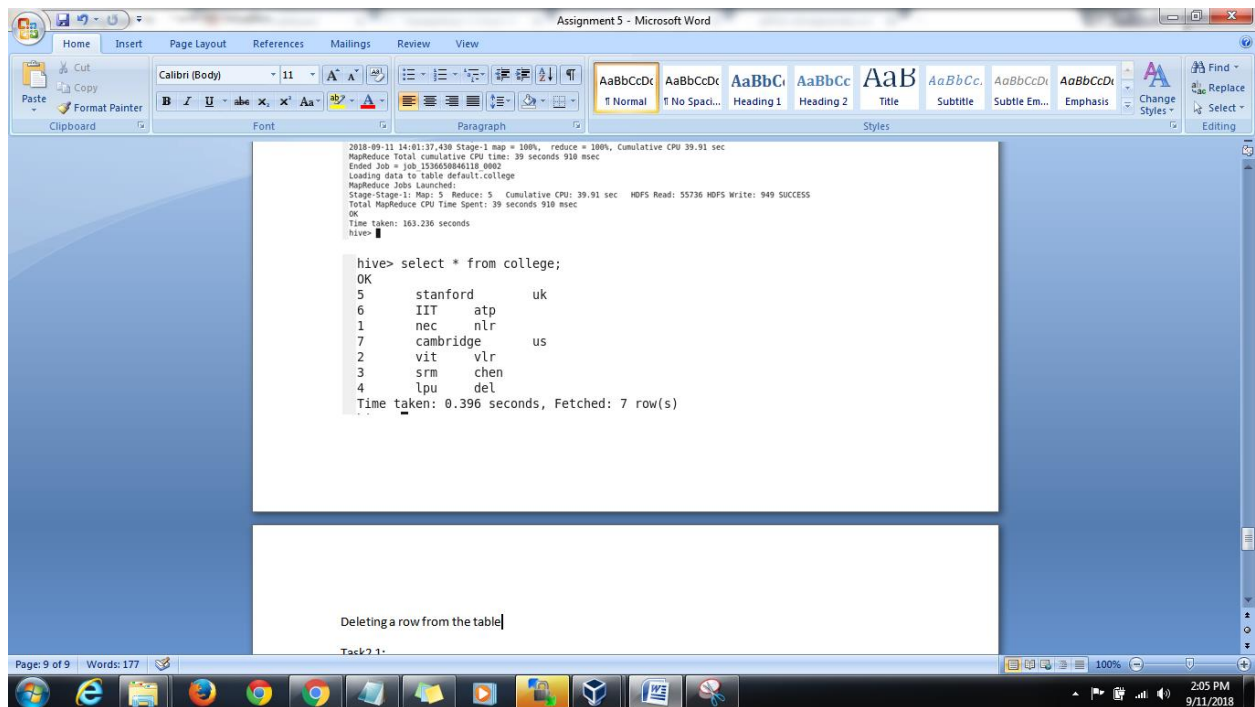 Assignment 5 - Microsoft Word
Home Insert Page Layout References Mailings Review View
Cut
Copy
Format Painter
Paste
Clipboard
Calibri (Body) 11
Font
Paragraph
AaBbCcDc AaBbCcDc AaBbC AaBbCc AaB AaBbCc. AaBbCcDc AaBbCcDc
¶ Normal ¶ No Spaci... Heading 1 Heading 2 Title Subtitle Subtle Em... Emphasis
Change Styles
Styles
Find
Replace
Select
Editing
2018-09-11 14:01:37,430 Stage-1 map = 100%, reduce = 100%, Cumulative CPU 39.91 sec
MapReduce Total cumulative CPU time: 39 seconds 910 msec
Ended Job = job_1536650846118_0002
Loading data to table default.college
MapReduce Jobs Launched:
Stage-Stage-1: Map: 5 Reduce: 5 Cumulative CPU: 39.91 sec HDFS Read: 55736 HDFS Write: 949 SUCCESS
Total MapReduce CPU Time Spent: 39 seconds 910 msec
OK
Time taken: 163.236 seconds
hive>
hive> select * from college;
OK
5 stanford uk
6 IIT atp
1 nec nlr
7 cambridge us
2 vit vlr
3 srm chen
4 lpu del
Time taken: 0.396 seconds, Fetched: 7 row(s)
Deleting a row from the table
Task2.1:
Page: 9 of 9 Words: 177 100%
2:05 PM
9/11/2018